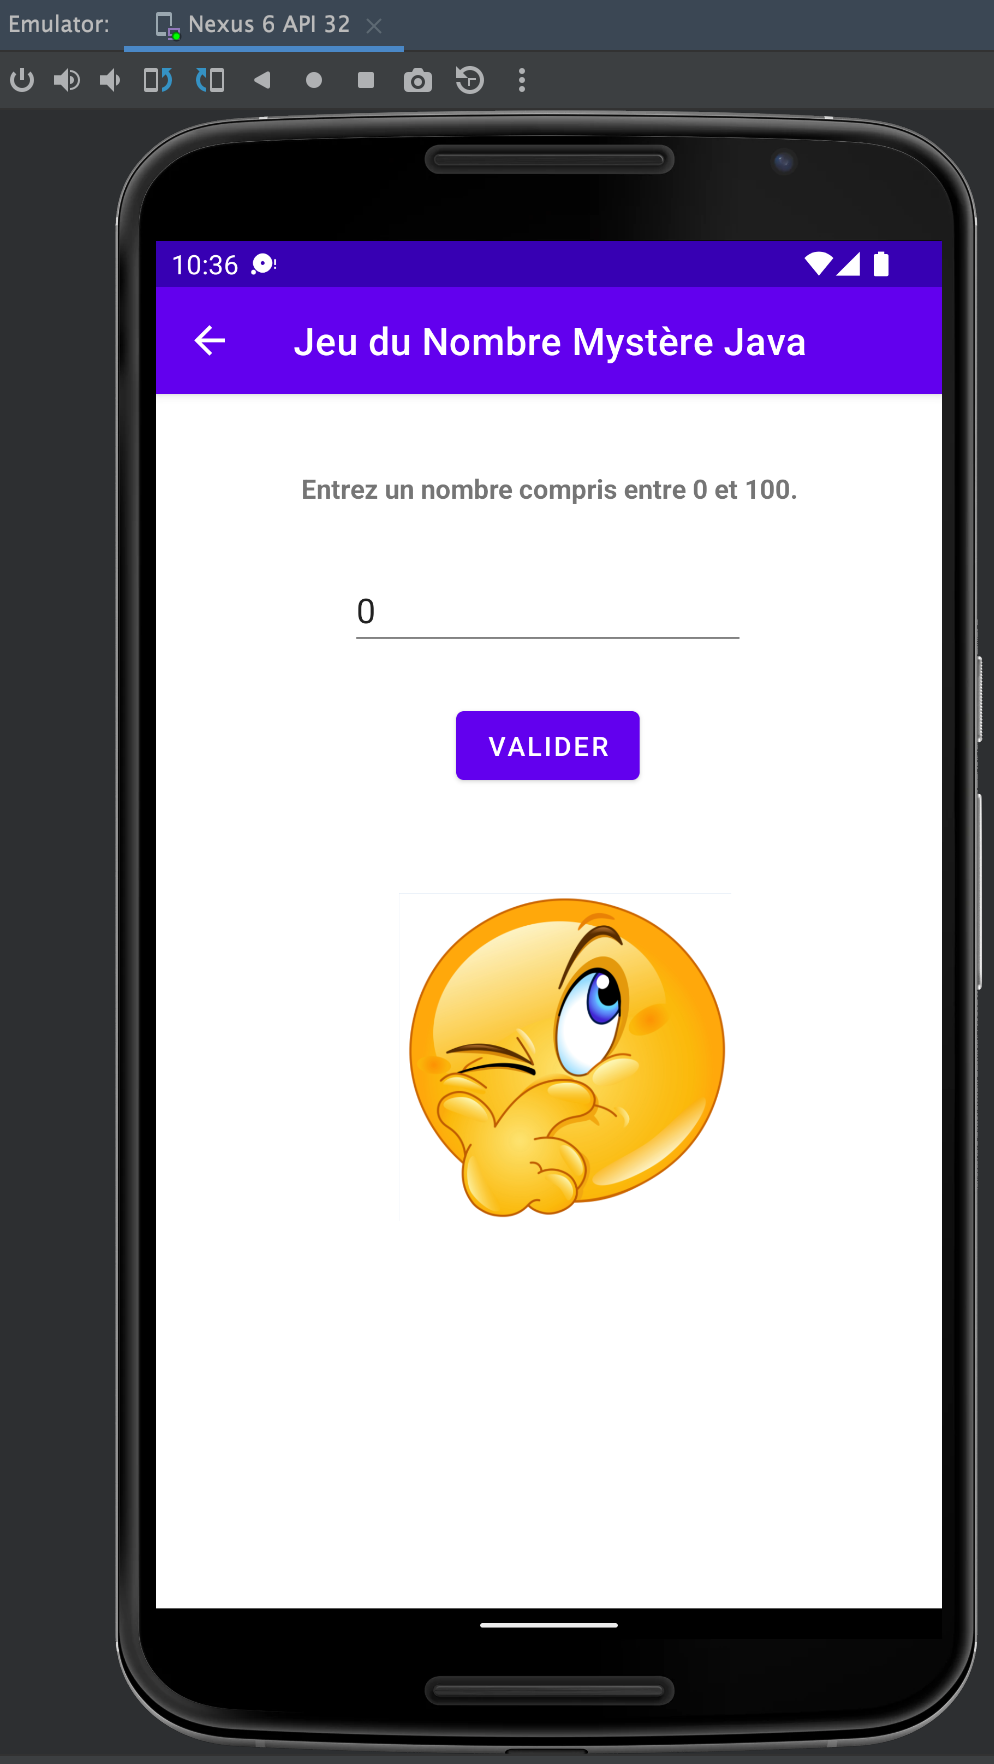 Emulator: Nexus 6 API 32
10:36
Jeu du Nombre Mystère Java
Entrez un nombre compris entre 0 et 100.
0
VALIDER